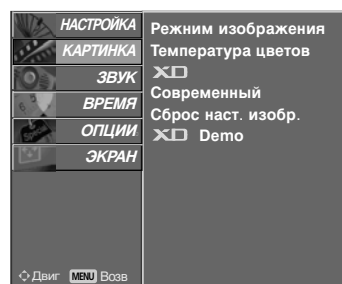 НАСТРОЙКА
КАРТИНКА
ЗВУК
ВРЕМЯ
ОПЦИИ
ЭКРАН
Режним изображения
Температура цветов
XD
Современный
Сброс наст. изобр.
XD Demo
Двиг MENU Возв